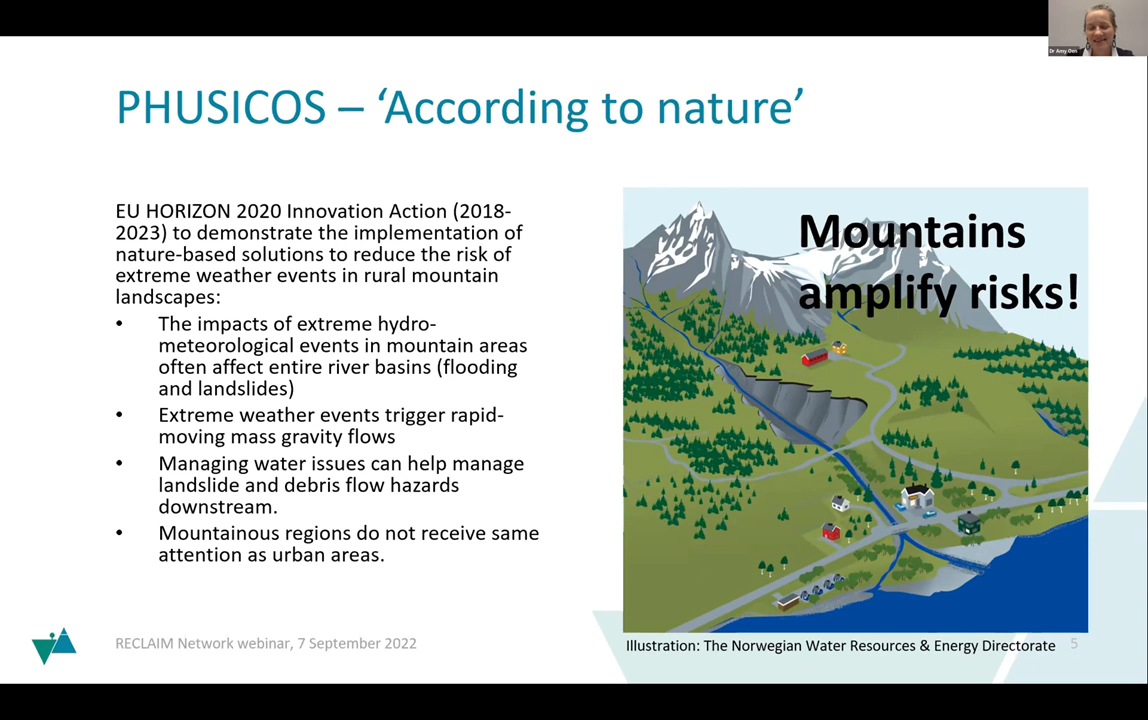 Dr Amy Oen
PHUSICOS – ‘According to nature’
EU HORIZON 2020 Innovation Action (2018-
2023) to demonstrate the implementation of
nature-based solutions to reduce the risk of
extreme weather events in rural mountain
landscapes:
• The impacts of extreme hydro-
meteorological events in mountain areas
often affect entire river basins (flooding
and landslides)
• Extreme weather events trigger rapid-
moving mass gravity flows
• Managing water issues can help manage
landslide and debris flow hazards
downstream.
• Mountainous regions do not receive same
attention as urban areas.
Mountains
amplify risks!
Illustration: The Norwegian Water Resources & Energy Directorate
RECLAIM Network webinar, 7 September 2022
5